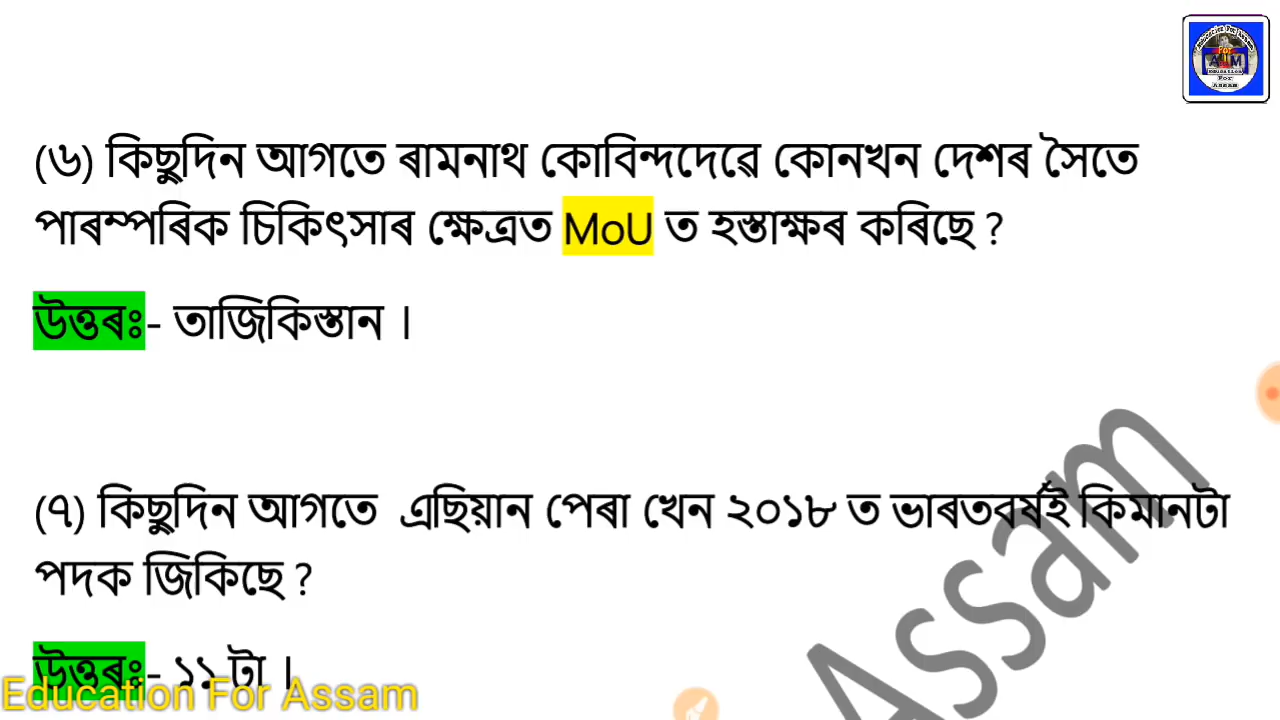 (৬) কিছুদিন আগতে ৰামনাথ কোবিন্দদেৱে কোনখন দেশৰ সৈতে
পাৰম্পৰিক চিকিৎসাৰ ক্ষেত্ৰত MoU ত হস্তাক্ষৰ কৰিছে ?
উত্তৰঃ- তাজিকিস্তান ।
(৭) কিছুদিন আগতে এছিয়ান পেৰা খেন ২০১৮ ত ভাৰতবৰ্ষই কিমানটা
পদক জিকিছে ?
উত্তৰঃ- ১১ টা ।
Education For Assam
Assam